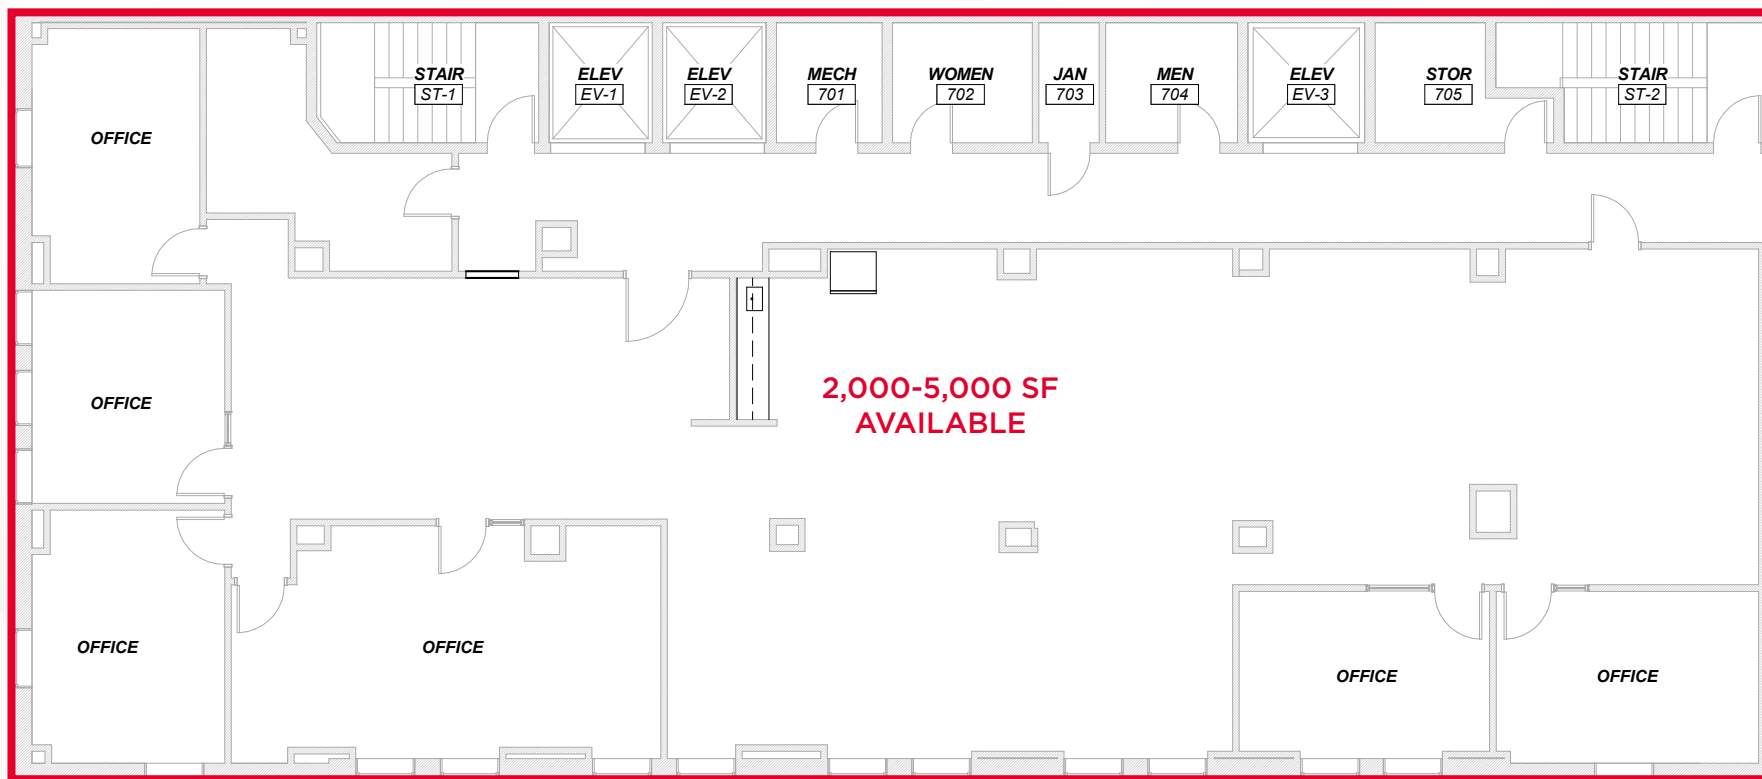 STAIR
ST-1
ELEV
EV-1
ELEV
EV-2
MECH
701
WOMEN
702
JAN
703
MEN
704
ELEV
EV-3
STOR
705
STAIR
ST-2
OFFICE
OFFICE
2,000-5,000 SF
AVAILABLE
OFFICE
OFFICE
OFFICE
OFFICE